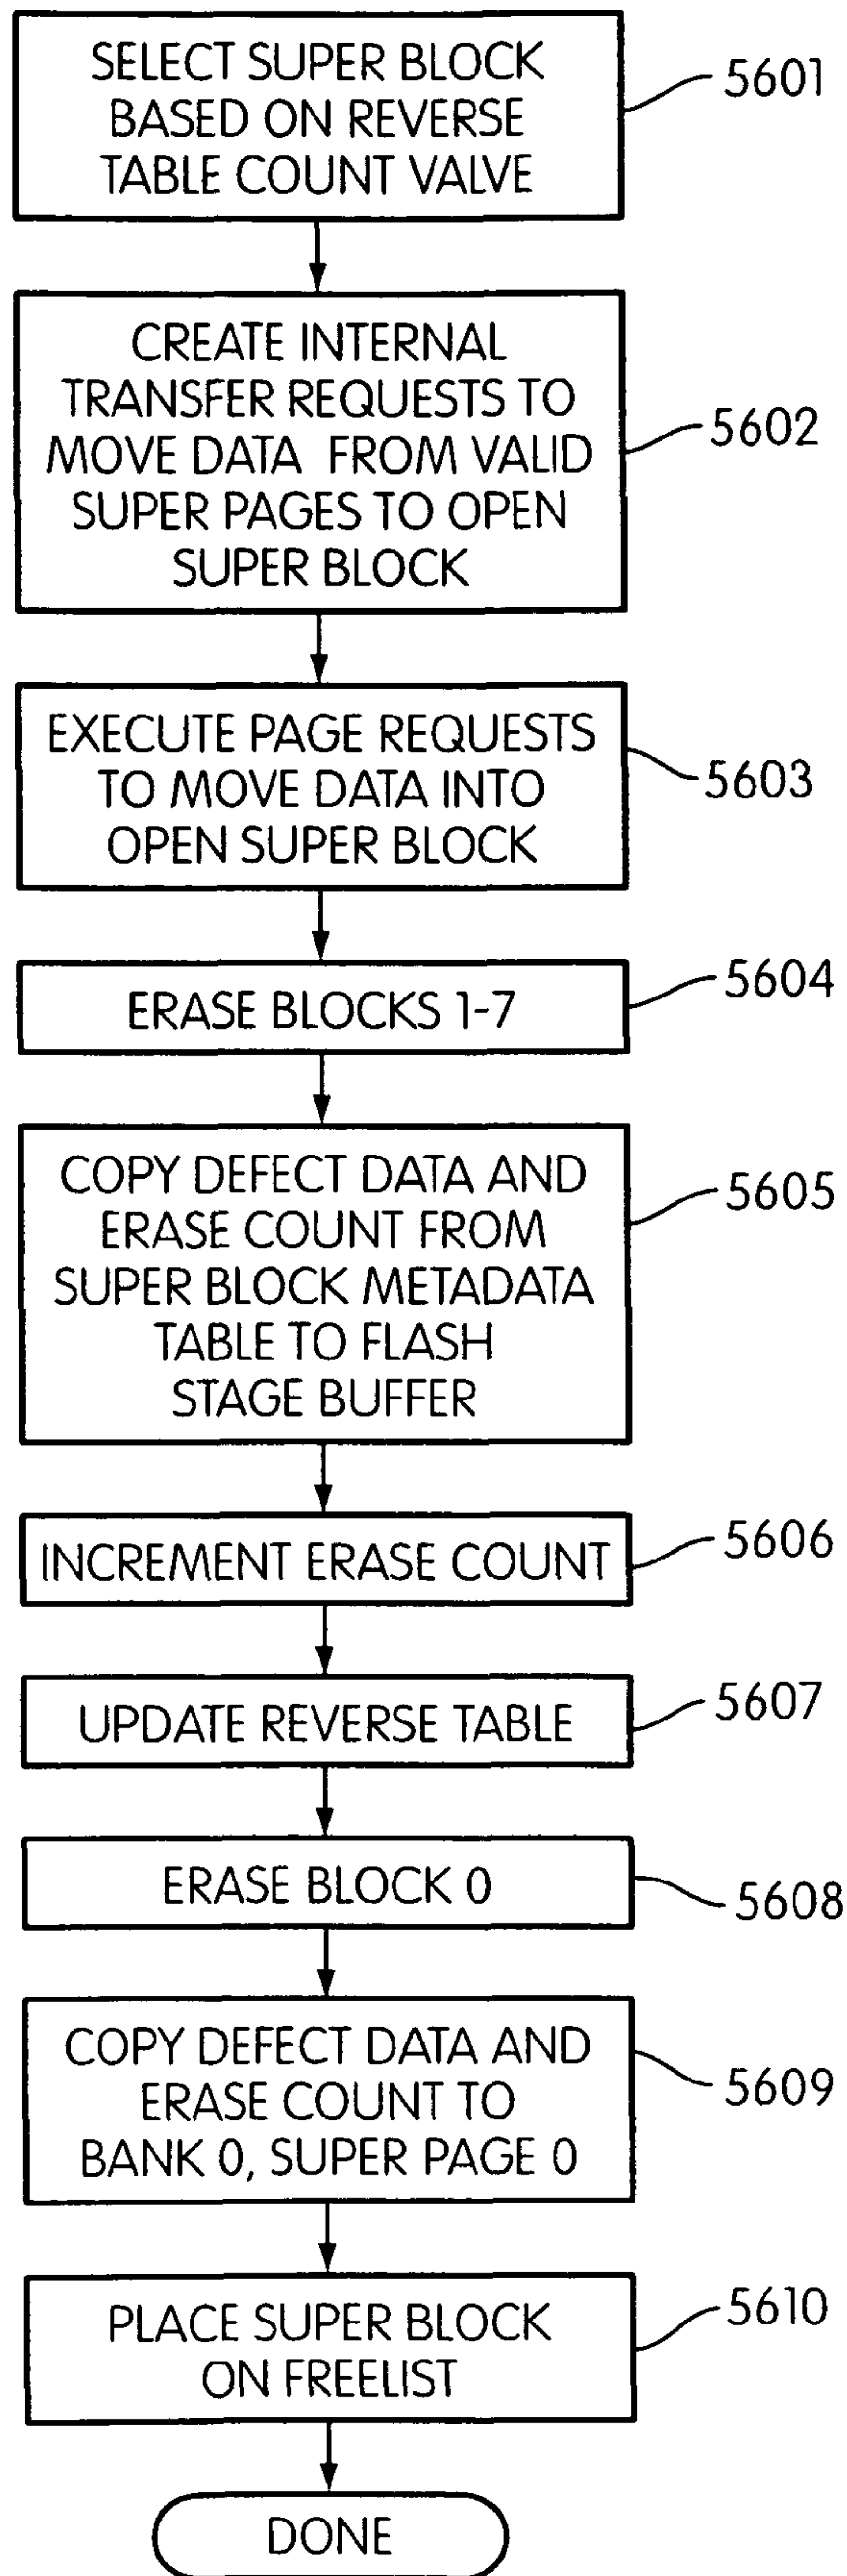 SELECT SUPER BLOCK
BASED ON REVERSE
TABLE COUNT VALVE
5601
CREATE INTERNAL
TRANSFER REQUESTS TO
MOVE DATA FROM VALID
SUPER PAGES TO OPEN
SUPER BLOCK
5602
EXECUTE PAGE REQUESTS
TO MOVE DATA INTO
OPEN SUPER BLOCK
5603
ERASE BLOCKS 1-7
5604
COPY DEFECT DATA AND
ERASE COUNT FROM
SUPER BLOCK METADATA
TABLE TO FLASH
STAGE BUFFER
5605
INCREMENT ERASE COUNT
5606
UPDATE REVERSE TABLE
5607
ERASE BLOCK 0
5608
COPY DEFECT DATA AND
ERASE COUNT TO
BANK 0, SUPER PAGE 0
5609
PLACE SUPER BLOCK
ON FREELIST
5610
DONE